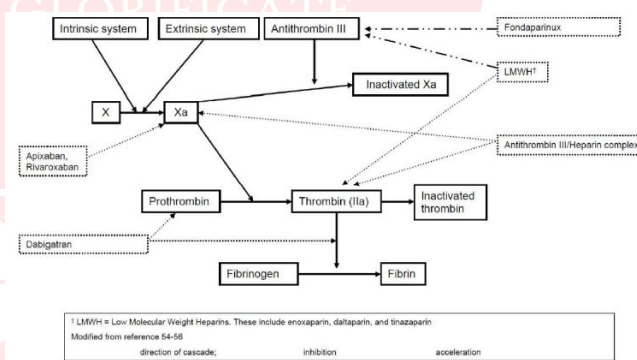 GLORIFICATE
Intrinsic system
Extrinsic system
Antithrombin III
Fondaparinux
LMWH†
Inactivated Xa
X
Xa
Antithrombin III/Heparin complex
Apixaban,
Rivaroxaban
Prothrombin
Thrombin (IIa)
Inactivated
thrombin
Dabigatran
Fibrinogen
Fibrin
† LMWH = Low Molecular Weight Heparins. These include enoxaparin, daltaparin, and tinazaparin
Modified from reference 54-56
direction of cascade; inhibition acceleration